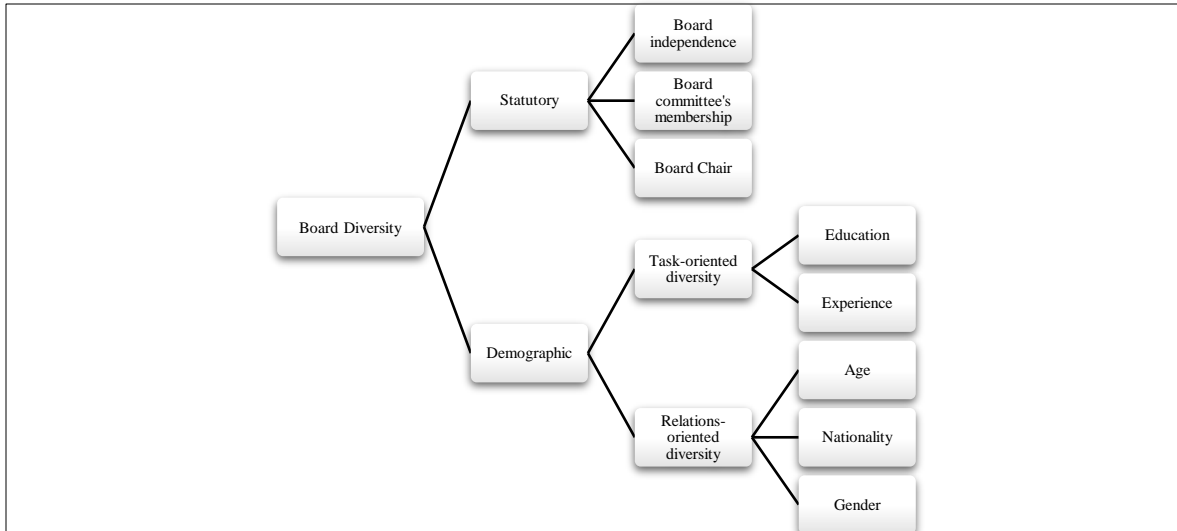 Board Diversity
Statutory
Board
independence
Board
committee's
membership
Board Chair
Demographic
Task-oriented
diversity
Education
Experience
Relations-
oriented
diversity
Age
Nationality
Gender